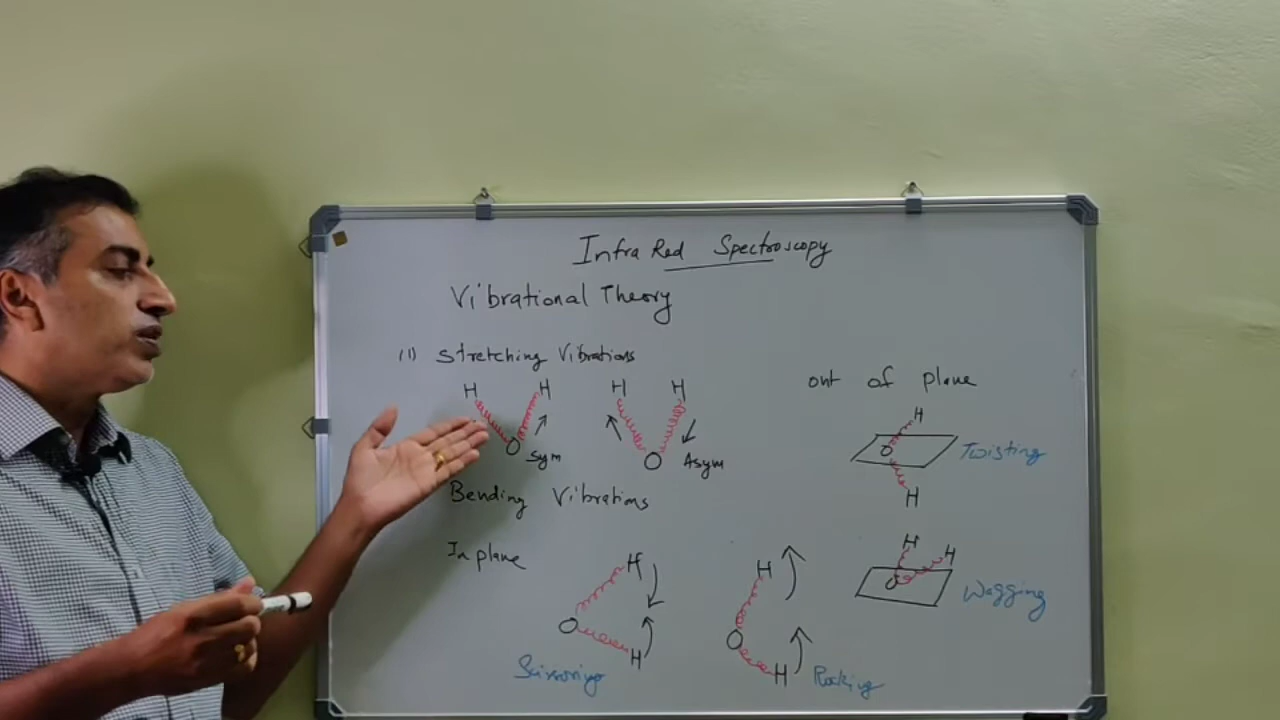 Infra Red Spectroscopy
Vibrational Theory
(1) Stretching Vibrations
H H H H
O Sym O Asym
Bending Vibrations
In plane
H
O
H
Scissoring
H
O
H
Rocking
out of plane
H
O
H
Twisting
H H
O
Wagging